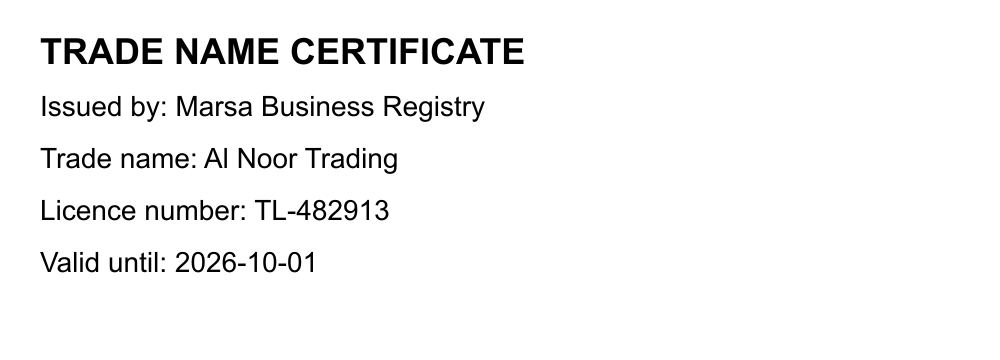 TRADE NAME CERTIFICATE
Issued by: Marsa Business Registry
Trade name: Al Noor Trading
Licence number: TL-482913
Valid until: 2026-10-01